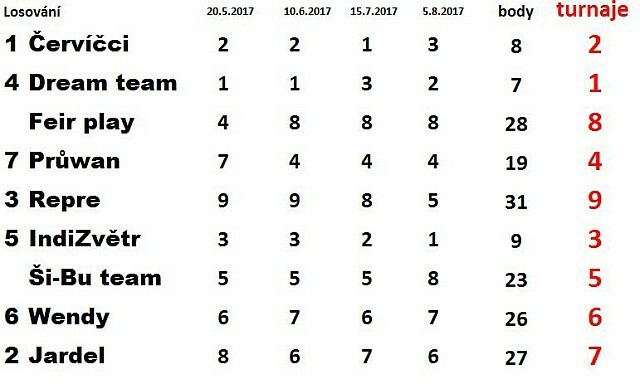 Losování 20.5.2017 10.6.2017 15.7.2017 5.8.2017 body turnaje
1 Červíčci 2 2 1 3 8 2
4 Dream team 1 1 3 2 7 1
Feir play 4 8 8 8 28 8
7 Průwan 7 4 4 4 19 4
3 Repre 9 9 8 5 31 9
5 IndiZvětr 3 3 2 1 9 3
Ši-Bu team 5 5 5 8 23 5
6 Wendy 6 7 6 7 26 6
2 Jardel 8 6 7 6 27 7